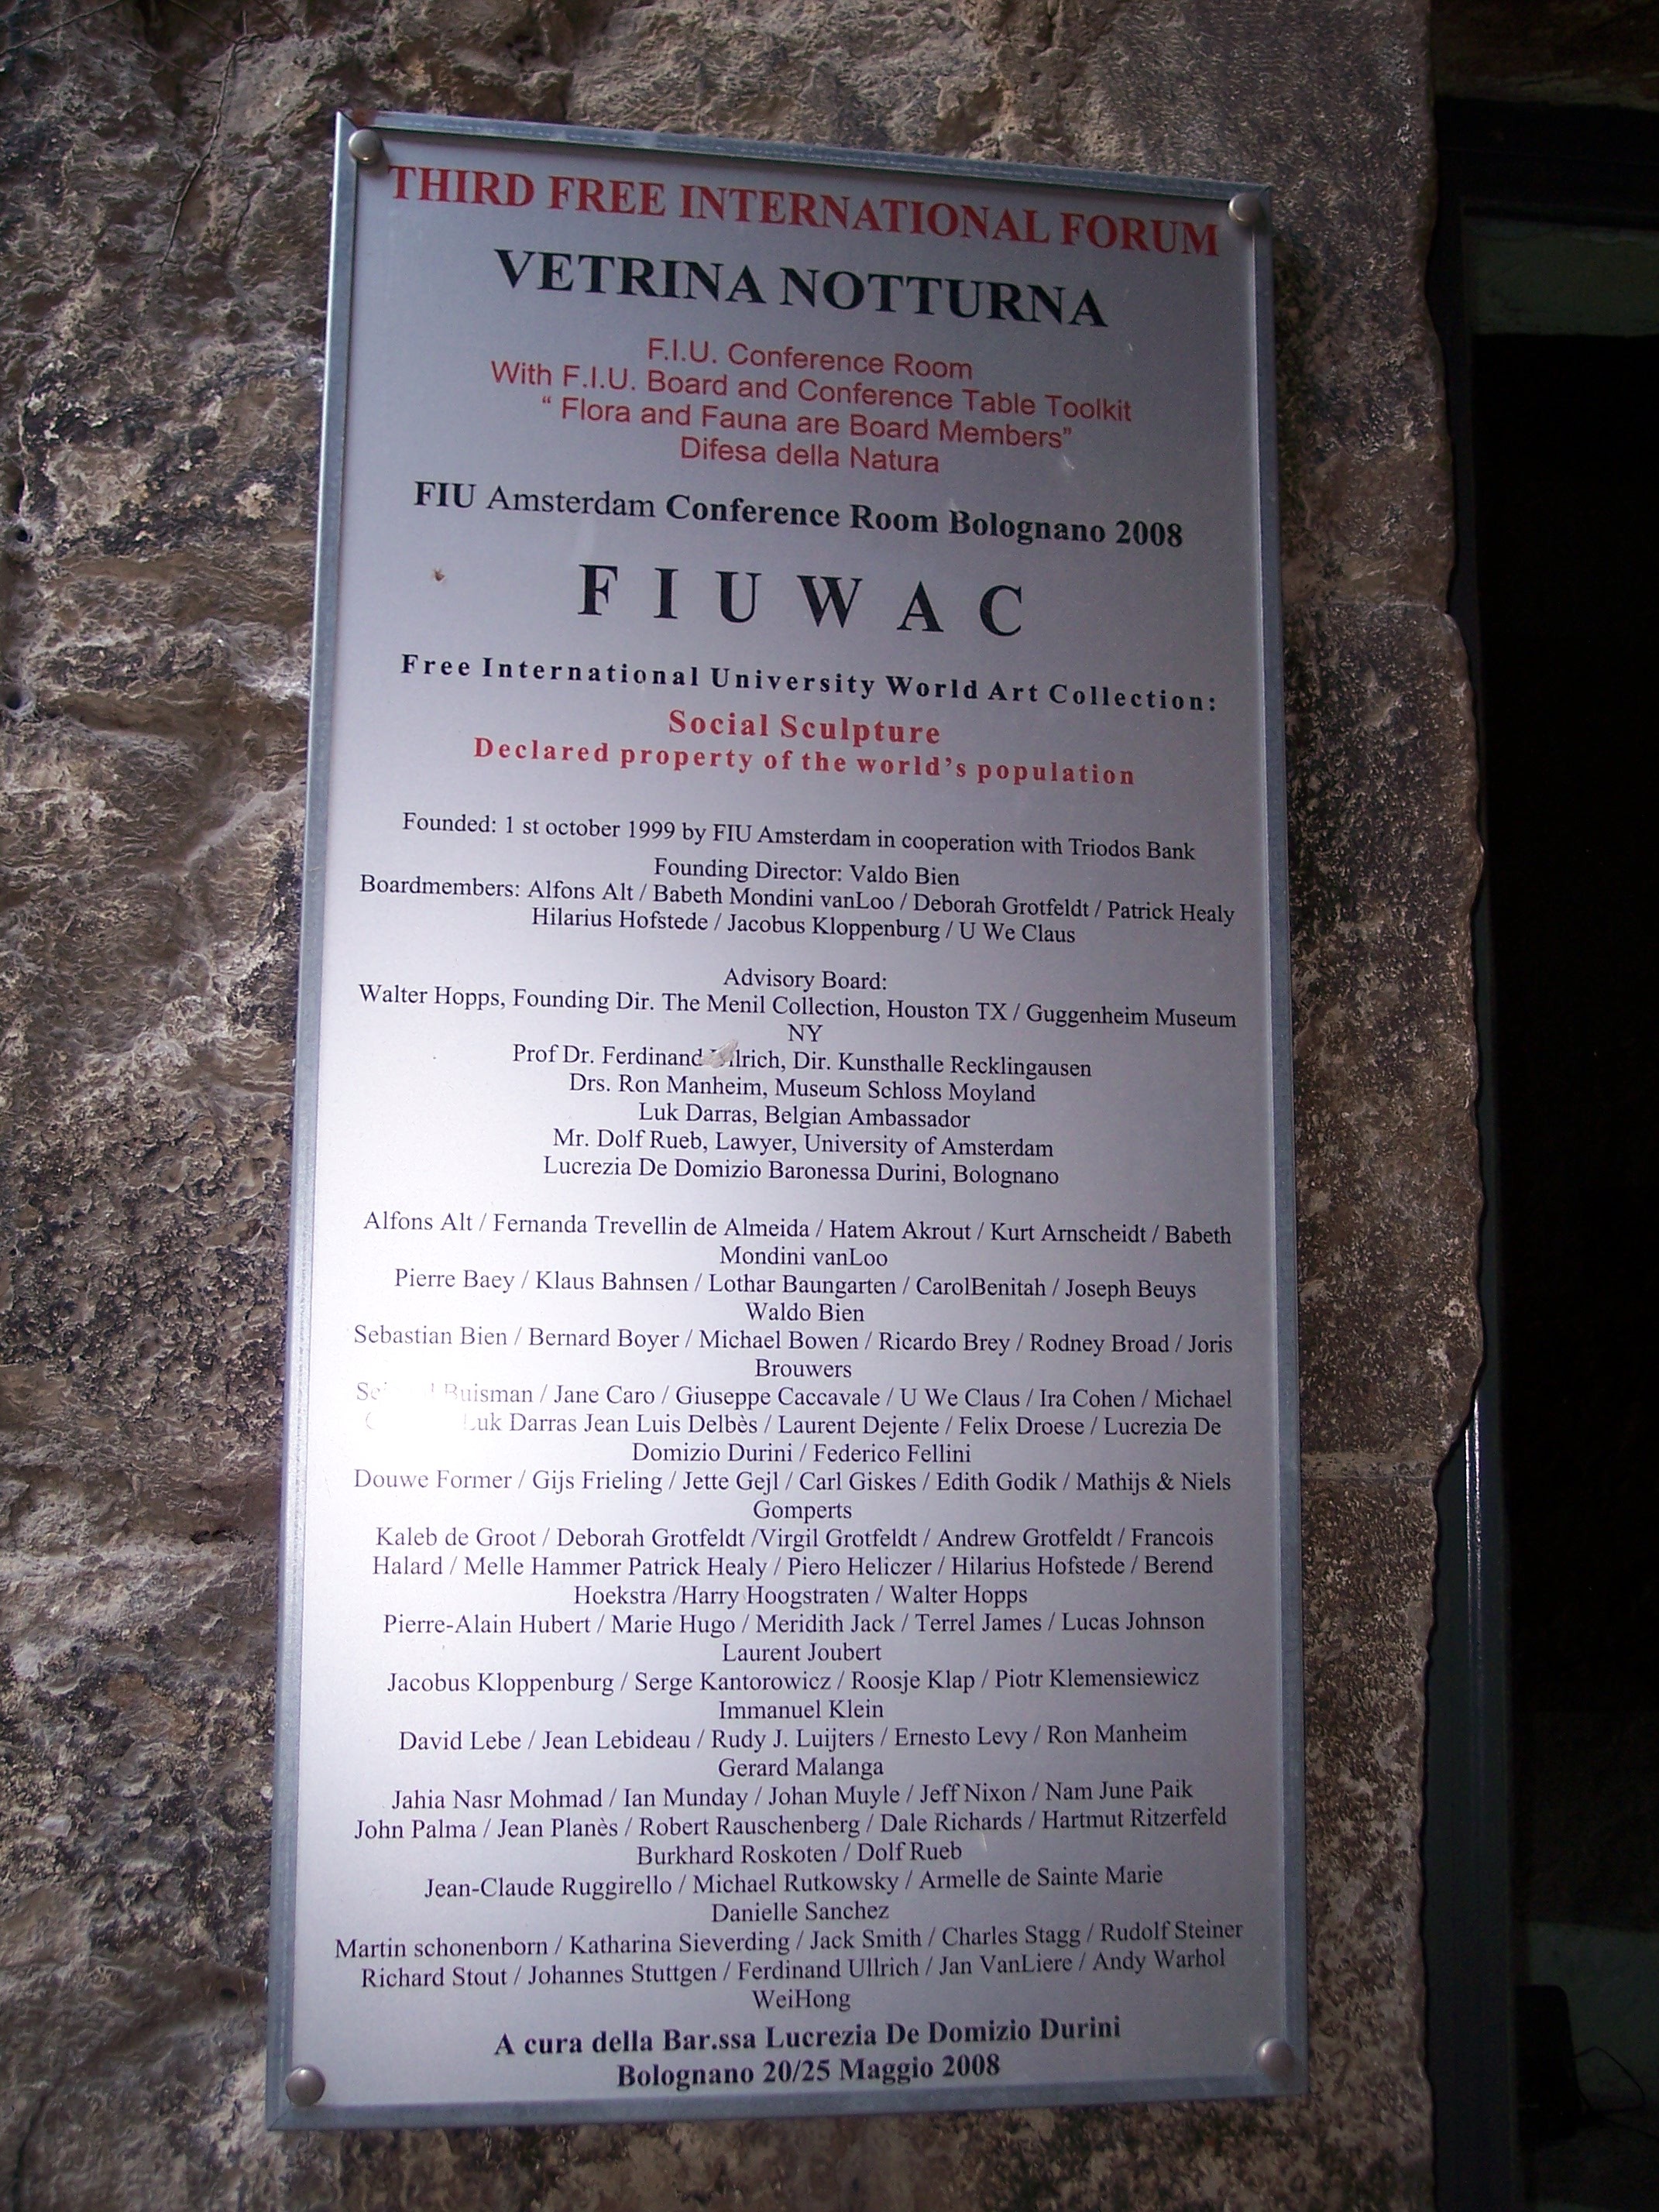 THIRD FREE INTERNATIONAL FORUM
VETRINA NOTTURNA
F.I.U. Conference Room
With F.I.U. Board and Conference Table Toolkit
“ Flora and Fauna are Board Members”
Difesa della Natura
FIU Amsterdam Conference Room Bolognano 2008
F I U W A C
Free International University World Art Collection:
Social Sculpture
Declared property of the world’s population
Founded: 1 st october 1999 by FIU Amsterdam in cooperation with Triodos Bank
Founding Director: Valdo Bien
Boardmembers: Alfons Alt / Babeth Mondini vanLoo / Deborah Grotfeldt / Patrick Healy
Hilarius Hofstede / Jacobus Kloppenburg / U We Claus
Advisory Board:
Walter Hopps, Founding Dir. The Menil Collection, Houston TX / Guggenheim Museum
NY
Prof Dr. Ferdinand Dir. Kunsthalle Recklingausen
Drs. Ron Manheim, Museum Schloss Moyland
Luk Darras, Belgian Ambassador
Mr. Dolf Rueb, Lawyer, University of Amsterdam
Lucrezia De Domizio Baronessa Durini, Bolognano
Alfons Alt / Fernanda Trevellin de Almeida / Hatem Akrout / Kurt Arnscheidt / Babeth
Mondini vanLoo
Pierre Baey / Klaus Bahnsen / Lothar Baungarten / CarolBenitah / Joseph Beuys
Waldo Bien
Sebastian Bien / Bernard Boyer / Michael Bowen / Ricardo Brey / Rodney Broad / Joris
Brouwers
Buisman / Jane Caro / Giuseppe Caccavale / U We Claus / Ira Cohen / Michael
Luk Darras Jean Luis Delbès / Laurent Dejente / Felix Droese / Lucrezia De
Domizio Durini / Federico Fellini
Douwe Former / Gijs Frieling / Jette Gejl / Carl Giskes / Edith Godik / Mathijs & Niels
Gomperts
Kaleb de Groot / Deborah Grotfeldt /Virgil Grotfeldt / Andrew Grotfeldt / Francois
Halard / Melle Hammer Patrick Healy / Piero Heliczer / Hilarius Hofstede / Berend
Hoekstra /Harry Hoogstraten / Walter Hopps
Pierre-Alain Hubert / Marie Hugo / Meridith Jack / Terrel James / Lucas Johnson
Laurent Joubert
Jacobus Kloppenburg / Serge Kantorowicz / Roosje Klap / Piotr Klemensiewicz
Immanuel Klein
David Lebe / Jean Lebideau / Rudy J. Luijters / Ernesto Levy / Ron Manheim
Gerard Malanga
Jahia Nasr Mohmad / Ian Munday / Johan Muyle / Jeff Nixon / Nam June Paik
John Palma / Jean Planès / Robert Rauschenberg / Dale Richards / Hartmut Ritzerfeld
Burkhard Roskoten / Dolf Rueb
Jean-Claude Ruggirello / Michael Rutkowsky / Armelle de Sainte Marie
Danielle Sanchez
Martin schonenborn / Katharina Sieverding / Jack Smith / Charles Stagg / Rudolf Steiner
Richard Stout / Johannes Stuttgen / Ferdinand Ullrich / Jan VanLiere / Andy Warhol
WeiHong
A cura della Bar.ssa Lucrezia De Domizio Durini
Bolognano 20/25 Maggio 2008